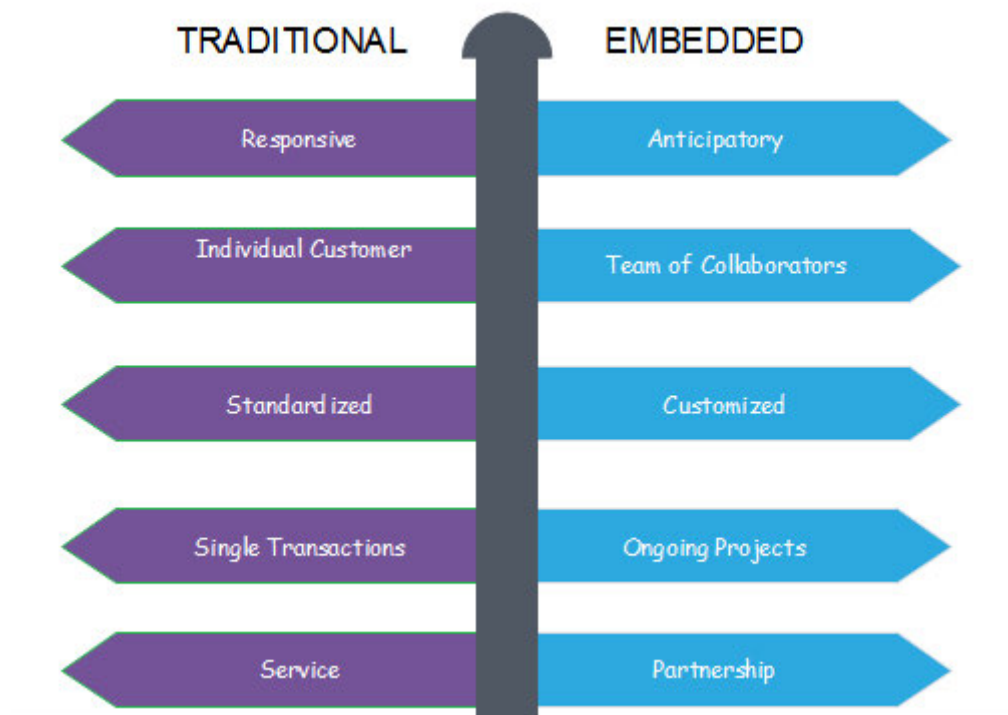 TRADITIONAL EMBEDDED
Responsive Anticipatory
Individual Customer Team of Collaborators
Standardized Customized
Single Transactions Ongoing Projects
Service Partnership